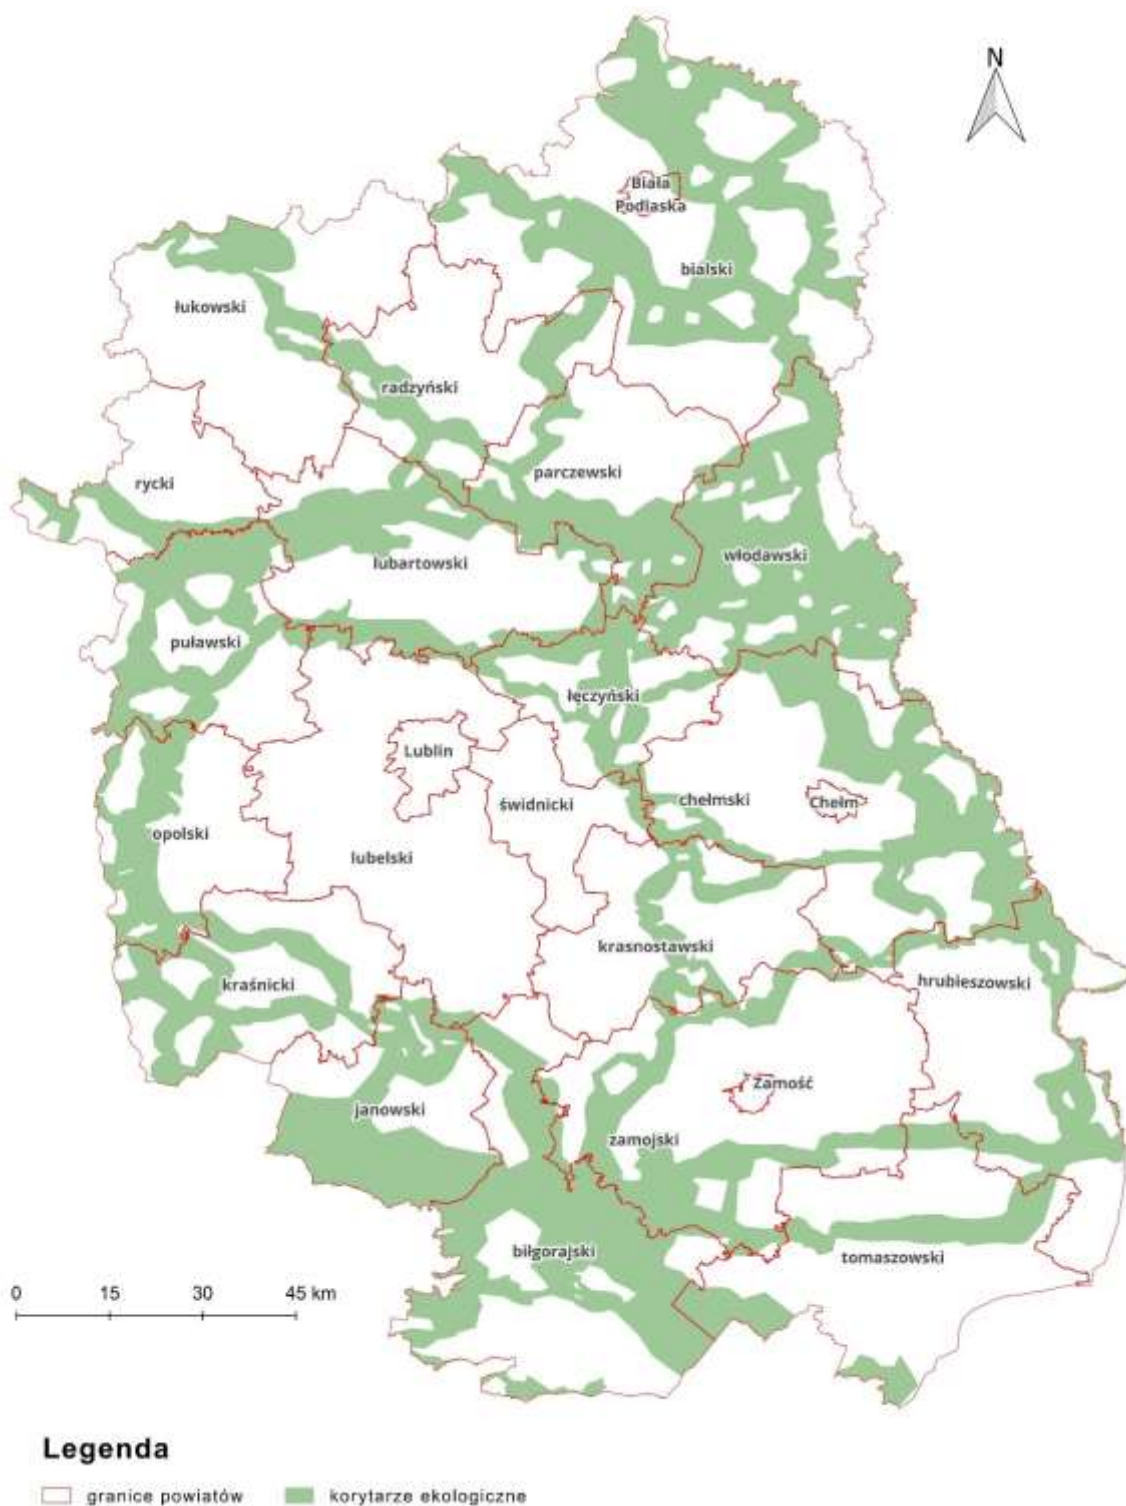 N
Biała
Podlaska
bialski
łukowski
radzyński
rycki
parczewski
lubartowski
włodawski
puławski
łęczyński
Lublin
świdnicki
chełmski
Chełm
opolski
lubelski
krasnostawski
kraśnicki
hrubieszowski
janowski
Zamość
zamojski
biłgorajski
tomaszowski
0 15 30 45 km
Legenda
granice powiatów korytarze ekologiczne